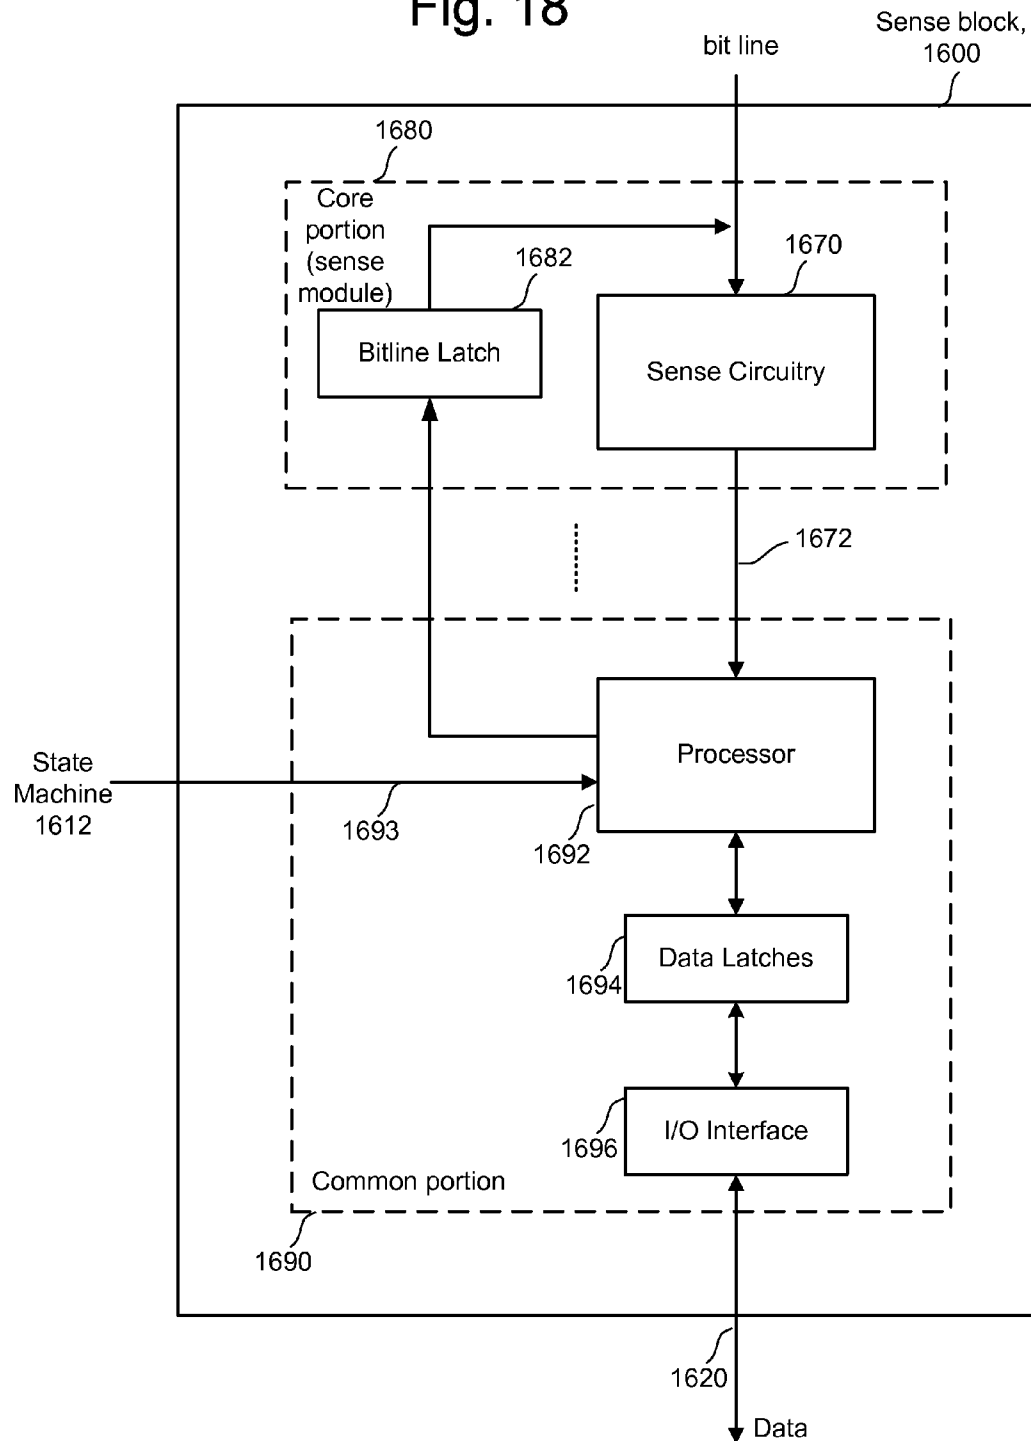 Fig. 18
Sense block,
1600
bit line
1680
Core
portion
(sense
module)
1682
1670
Bitline Latch
Sense Circuitry
1672
State
Machine
1612
Processor
1693
1692
Data Latches
1694
I/O Interface
1696
Common portion
1690
1620
Data